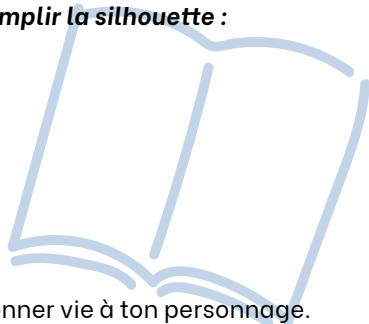 mplir la silhouette :
nner vie à ton personnage.